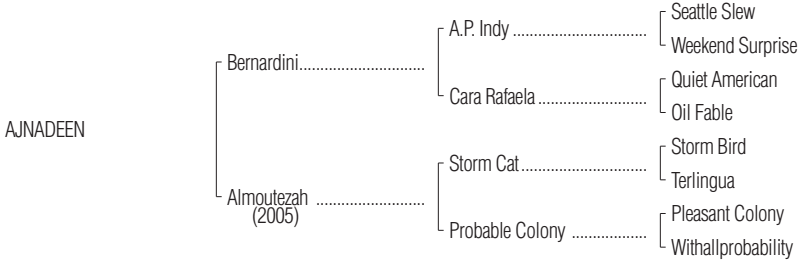 Seattle Slew
A.P. Indy ................................
Weekend Surprise
Bernardini..............................
Quiet American
Cara Rafaela ..........................
Oil Fable
AJNADEEN
Storm Bird
Storm Cat..............................
Terlingua
Almoutezah ..........................
(2005)
Pleasant Colony
Probable Colony ..................
Withallprobability